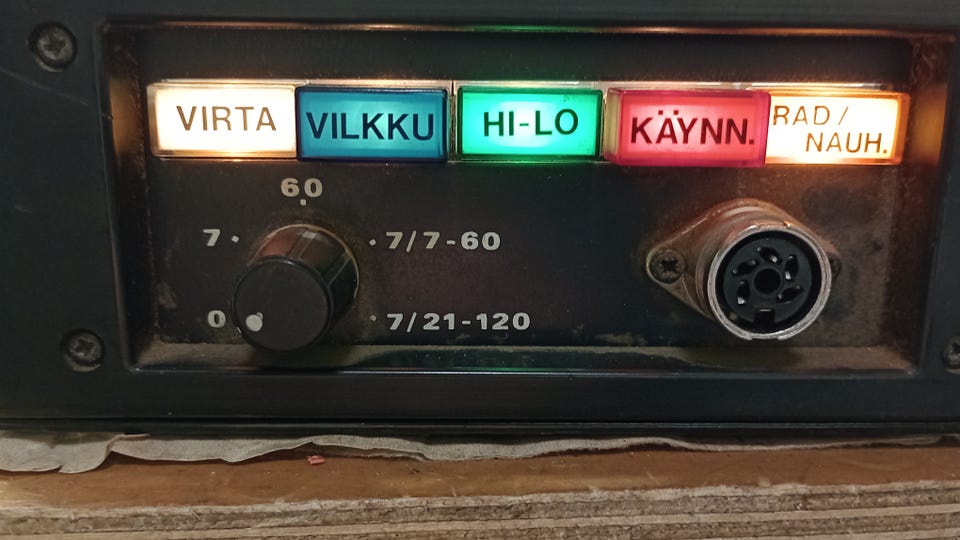 VIRTA
VILKKU
HI-LO
KÄYNN.
RAD/
NAUH.
60
7
7/7-60
0
7/21-120